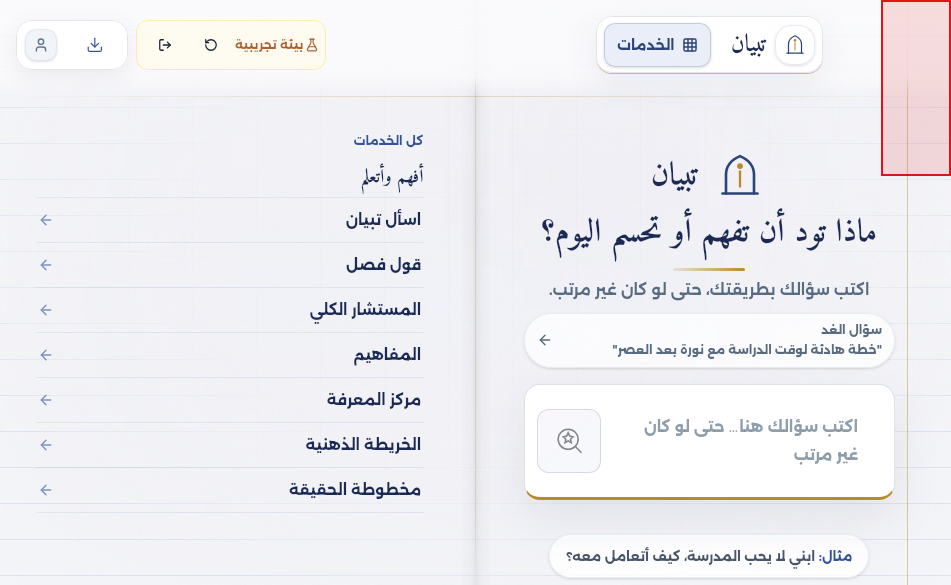 تبيان
الخدمات
بيئة تجريبية
تبيان
ماذا تود أن تفهم أو تحسم اليوم؟
اكتب سؤالك بطريقتك، حتى لو كان غير مرتب.
سؤال الغد
"خطة هادئة لوقت الدراسة مع نورة بعد العصر"
اكتب سؤالك هنا... حتى لو كان
غير مرتب
مثال: ابني لا يحب المدرسة، كيف أتعامل معه؟
كل الخدمات
أفهم وأتعلم
اسأل تبيان
قول فصل
المستشار الكلي
المفاهيم
مركز المعرفة
الخريطة الذهنية
مخطوطة الحقيقة